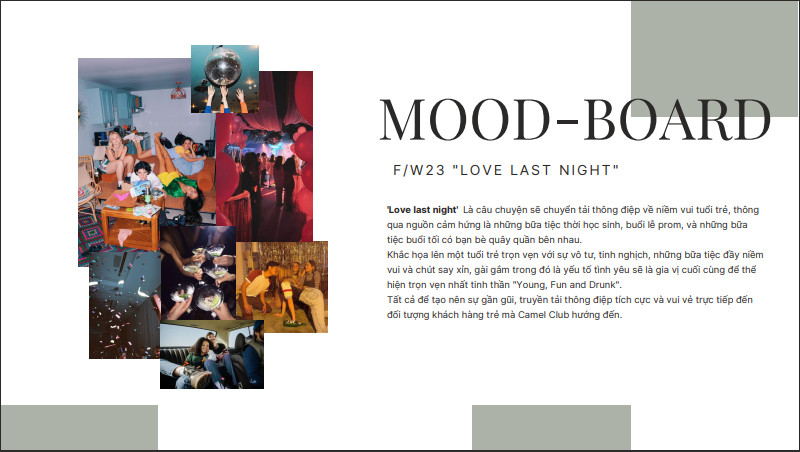 MOOD-BOARD
F/W23 "LOVE LAST NIGHT"
'Love last night' Là câu chuyện sẽ chuyển tải thông điệp về niềm vui tuổi trẻ, thông
qua nguồn cảm hứng là những bữa tiệc thời học sinh, buổi lễ prom, và những bữa
tiệc buổi tối có bạn bè quây quần bên nhau.
Khắc họa lên một tuổi trẻ trọn vẹn với sự vô tư, tinh nghịch, những bữa tiệc đầy niềm
vui và chút say xỉn, gài gắm trong đó là yếu tố tình yêu sẽ là gia vị cuối cùng để thể
hiện trọn vẹn nhất tinh thần "Young, Fun and Drunk".
Tất cả để tạo nên sự gần gũi, truyền tải thông điệp tích cực và vui vẻ trực tiếp đến
đối tượng khách hàng trẻ mà Camel Club hướng đến.